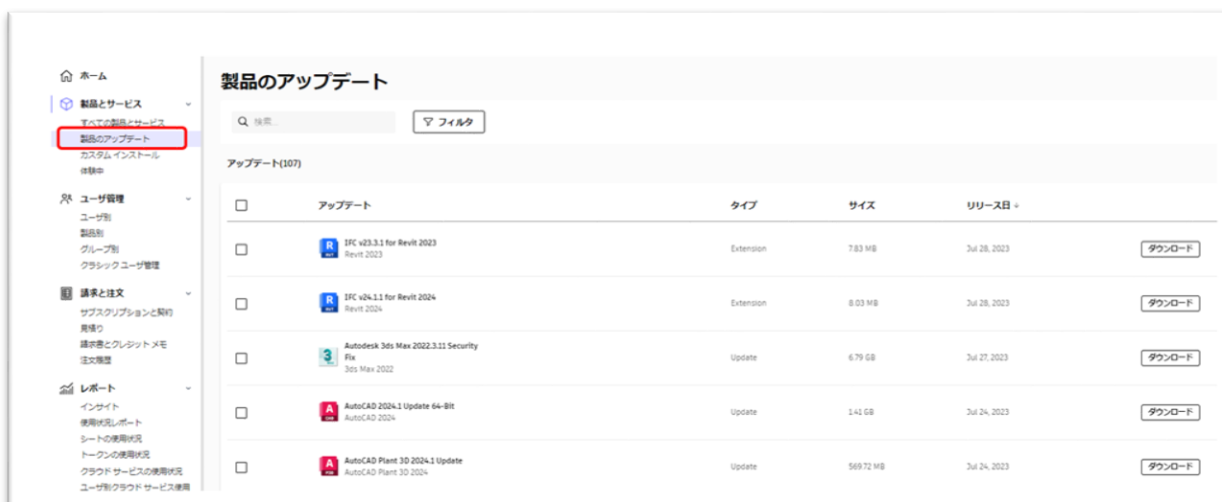 ホーム
製品とサービス
すべての製品とサービス
製品のアップデート
カスタム インストール
体験中
ユーザ管理
ユーザ別
製品別
グループ別
クラシック ユーザ管理
請求と注文
サブスクリプションと契約
見積り
請求書とクレジット メモ
注文履歴
レポート
インサイト
使用状況レポート
シートの使用状況
トークンの使用状況
クラウド サービスの使用状況
ユーザ別クラウド サービス使用
製品のアップデート
検索...
フィルタ
アップデート(107)
アップデート タイプ サイズ リリース日
IFC v23.3.1 for Revit 2023
Revit 2023
Extension 7.83 MB Jul 28, 2023 ダウンロード
IFC v24.1.1 for Revit 2024
Revit 2024
Extension 8.03 MB Jul 28, 2023 ダウンロード
Autodesk 3ds Max 2022.3.11 Security
Fix
3ds Max 2022
Update 6.79 GB Jul 27, 2023 ダウンロード
AutoCAD 2024.1 Update 64-Bit
AutoCAD 2024
Update 1.41 GB Jul 24, 2023 ダウンロード
AutoCAD Plant 3D 2024.1 Update
AutoCAD Plant 3D 2024
Update 569.72 MB Jul 24, 2023 ダウンロード